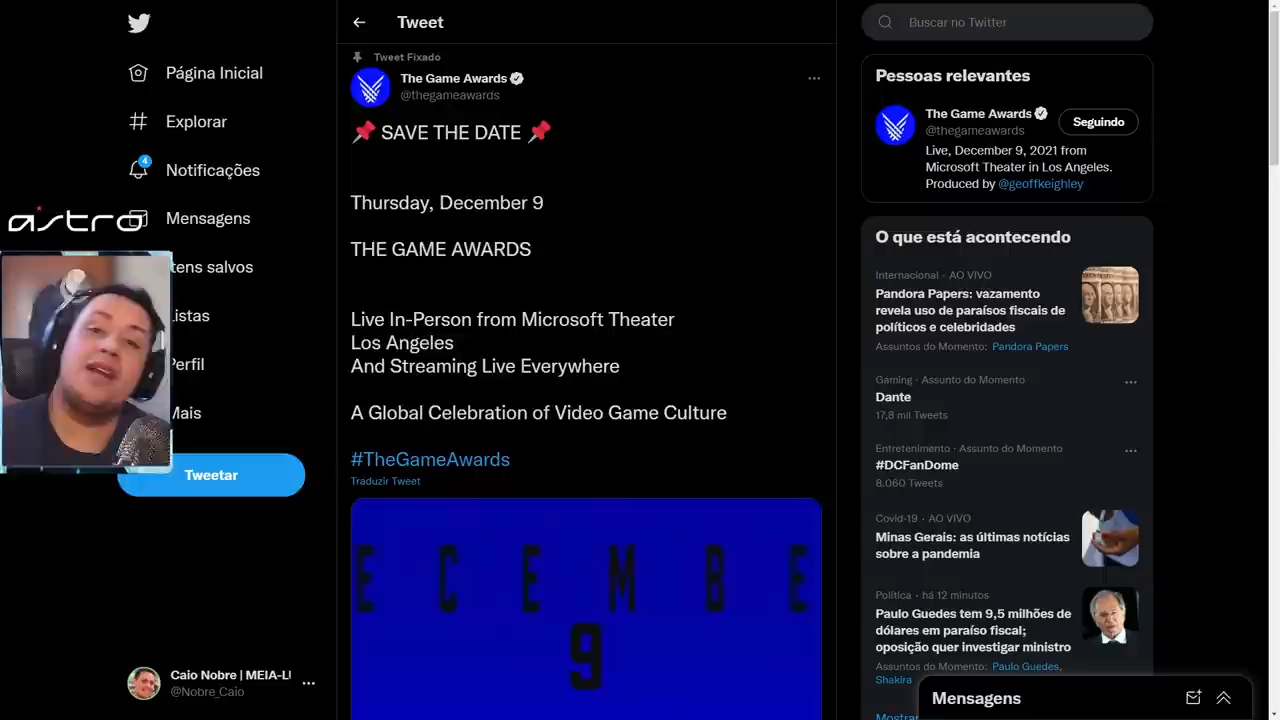 Tweet
Buscar no Twitter
Tweet Fixado
The Game Awards
@thegameawards
📌 SAVE THE DATE 📌
Thursday, December 9
THE GAME AWARDS
Live In-Person from Microsoft Theater
Los Angeles
And Streaming Live Everywhere
A Global Celebration of Video Game Culture
#TheGameAwards
Traduzir Tweet
ECEMBE
9
Página Inicial
Explorar
4
Notificações
Mensagens
astro
tens salvos
Listas
Perfil
Mais
Tweetar
Caio Nobre | MEIA-LU
@Nobre_Caio
Pessoas relevantes
The Game Awards
@thegameawards
Seguindo
Live, December 9, 2021 from
Microsoft Theater in Los Angeles.
Produced by @geoffkeighley
O que está acontecendo
Internacional · AO VIVO
Pandora Papers: vazamento
revela uso de paraísos fiscais de
políticos e celebridades
Assuntos do Momento: Pandora Papers
Gaming · Assunto do Momento
Dante
17,8 mil Tweets
Entretenimento · Assunto do Momento
#DCFanDome
8.060 Tweets
Covid-19 · AO VIVO
Minas Gerais: as últimas notícias
sobre a pandemia
Política · há 12 minutos
Paulo Guedes tem 9,5 milhões de
dólares em paraíso fiscal;
oposição quer investigar ministro
Assuntos do Momento: Paulo Guedes,
Shakira
Mostrar
Mensagens